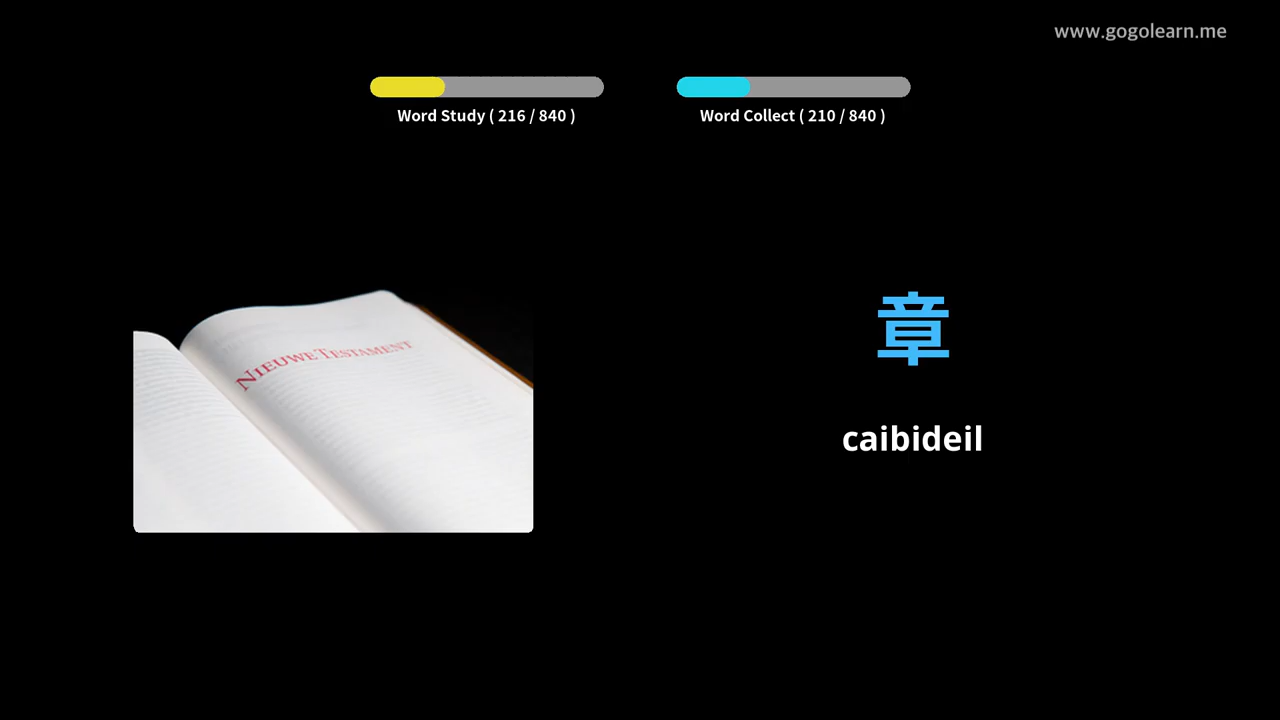 www.gogolearn.me
Word Study ( 216 / 840 )
Word Collect ( 210 / 840 )
NIEUWE TESTAMENT
章
caibideil